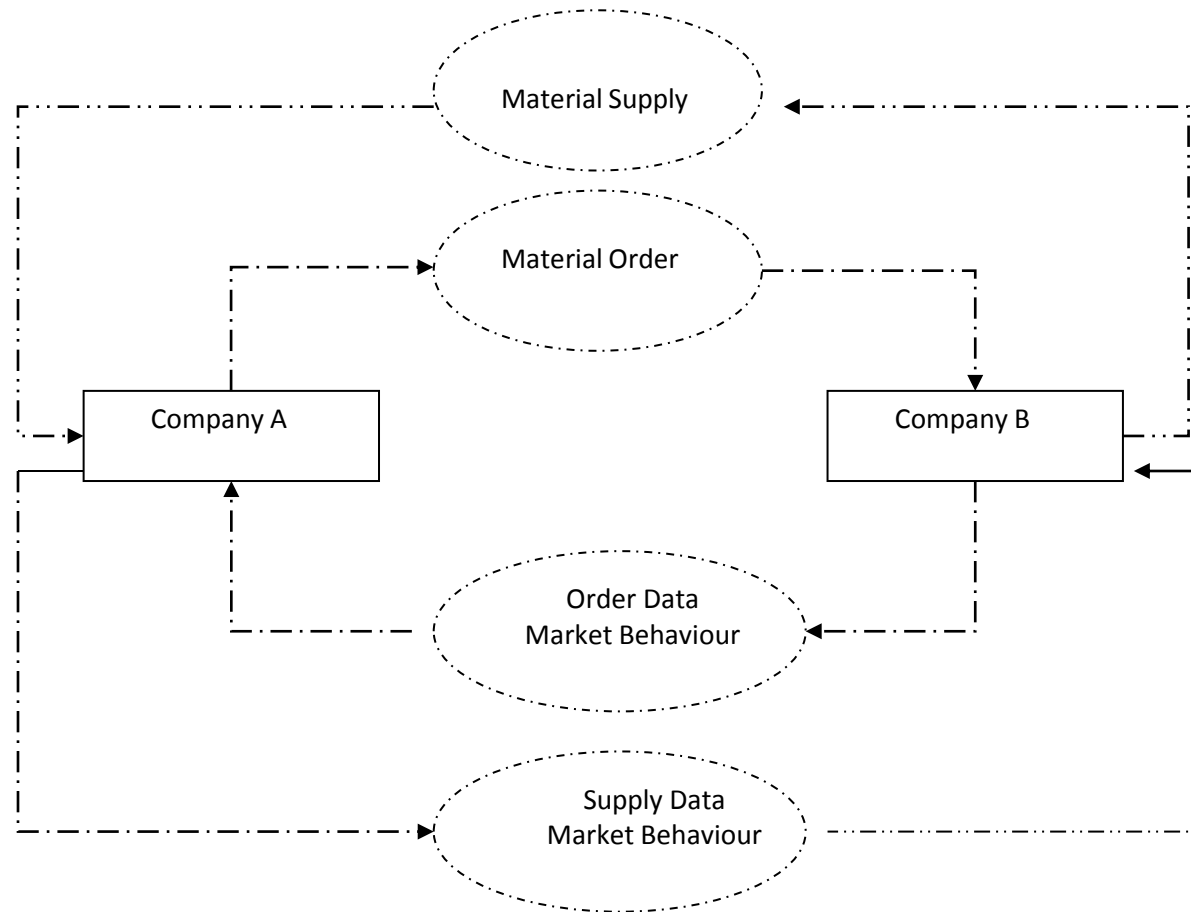 Material Supply
Material Order
Company A
Company B
Order Data
Market Behaviour
Supply Data
Market Behaviour